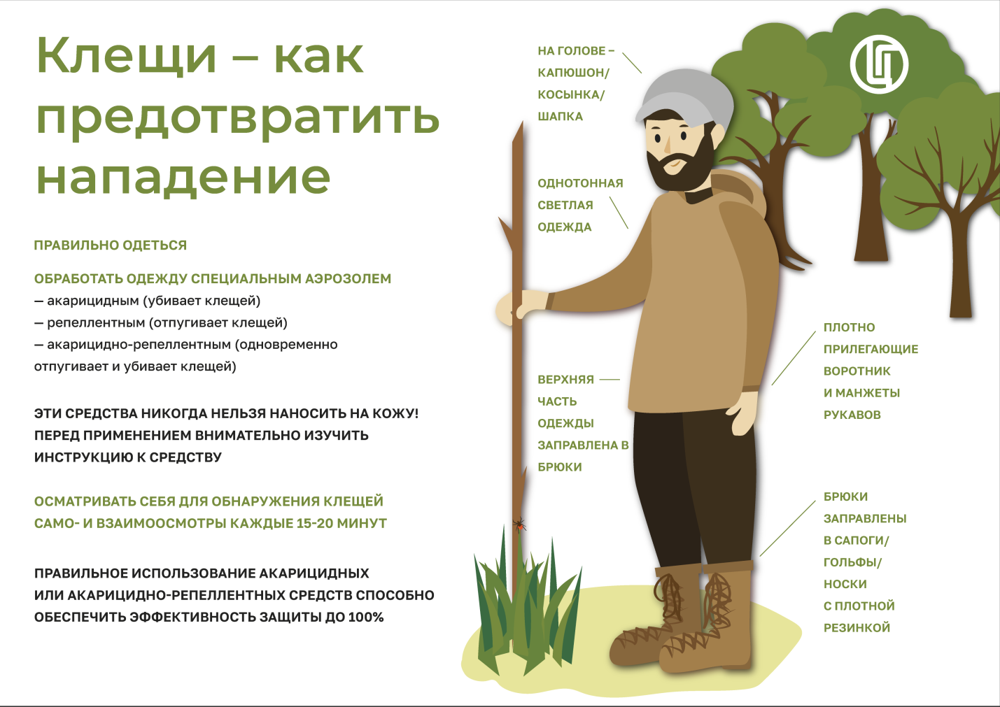 Клещи – как
предотвратить
нападение
ПРАВИЛЬНО ОДЕТЬСЯ
ОБРАБОТАТЬ ОДЕЖДУ СПЕЦИАЛЬНЫМ АЭРОЗОЛЕМ
— акарицидным (убивает клещей)
— репеллентным (отпугивает клещей)
— акарицидно-репеллентным (одновременно
отпугивает и убивает клещей)
ЭТИ СРЕДСТВА НИКОГДА НЕЛЬЗЯ НАНОСИТЬ НА КОЖУ!
ПЕРЕД ПРИМЕНЕНИЕМ ВНИМАТЕЛЬНО ИЗУЧИТЬ
ИНСТРУКЦИЮ К СРЕДСТВУ
ОСМАТРИВАТЬ СЕБЯ ДЛЯ ОБНАРУЖЕНИЯ КЛЕЩЕЙ
САМО- И ВЗАИМООСМОТРЫ КАЖДЫЕ 15-20 МИНУТ
ПРАВИЛЬНОЕ ИСПОЛЬЗОВАНИЕ АКАРИЦИДНЫХ
ИЛИ АКАРИЦИДНО-РЕПЕЛЛЕНТНЫХ СРЕДСТВ СПОСОБНО
ОБЕСПЕЧИТЬ ЭФФЕКТИВНОСТЬ ЗАЩИТЫ ДО 100%
НА ГОЛОВЕ –
КАПЮШОН/
КОСЫНКА/
ШАПКА
ОДНОТОННАЯ
СВЕТЛАЯ
ОДЕЖДА
ВЕРХНЯЯ
ЧАСТЬ
ОДЕЖДЫ
ЗАПРАВЛЕНА В
БРЮКИ
ПЛОТНО
ПРИЛЕГАЮЩИЕ
ВОРОТНИК
И МАНЖЕТЫ
РУКАВОВ
БРЮКИ
ЗАПРАВЛЕНЫ
В САПОГИ/
ГОЛЬФЫ/
НОСКИ
С ПЛОТНОЙ
РЕЗИНКОЙ